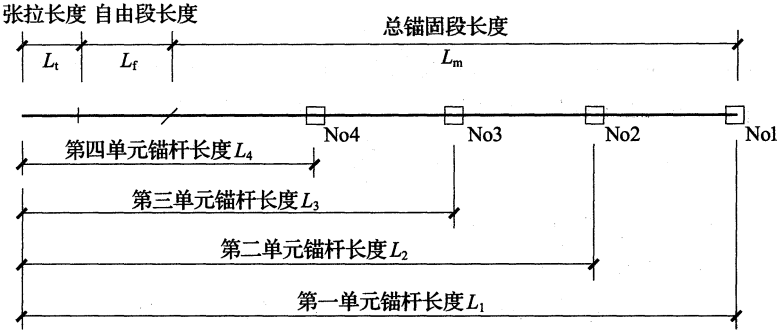 张拉长度 自由段长度 总锚固段长度
Lt Lf Lm
No4 No3 No2 No1
第四单元锚杆长度L4
第三单元锚杆长度L3
第二单元锚杆长度L2
第一单元锚杆长度L1